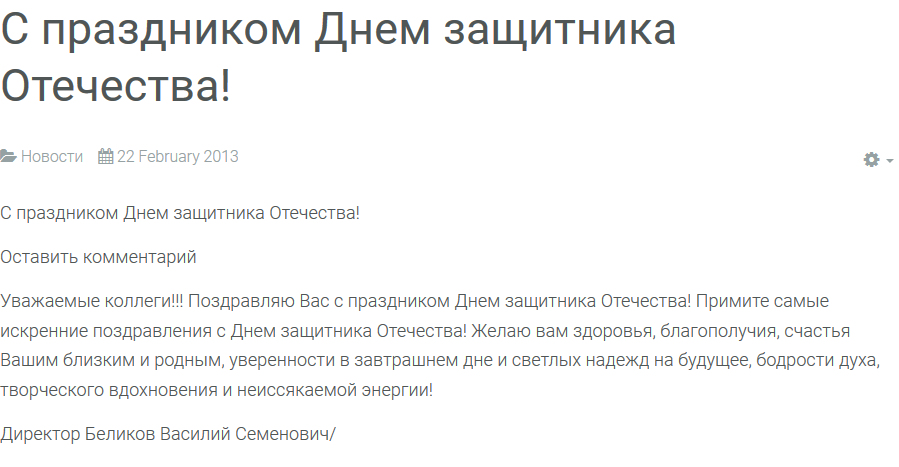 С праздником Днем защитника
Отечества!
Новости 22 February 2013
С праздником Днем защитника Отечества!
Оставить комментарий
Уважаемые коллеги!!! Поздравляю Вас с праздником Днем защитника Отечества! Примите самые
искренние поздравления с Днем защитника Отечества! Желаю вам здоровья, благополучия, счастья
Вашим близким и родным, уверенности в завтрашнем дне и светлых надежд на будущее, бодрости духа,
творческого вдохновения и неиссякаемой энергии!
Директор Беликов Василий Семенович/